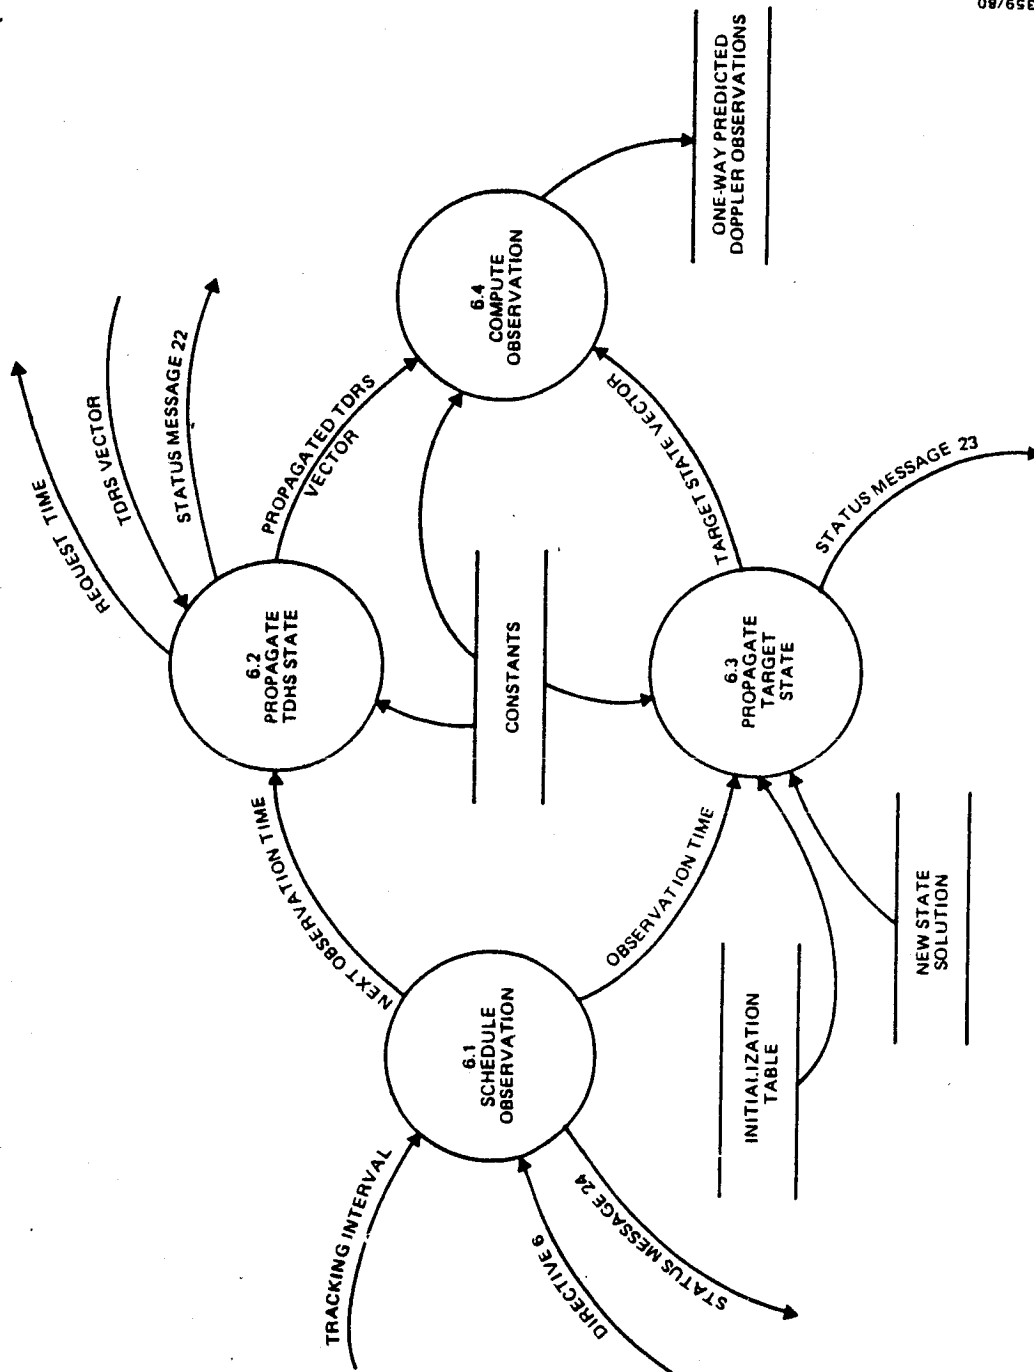 359/80
REQUEST TIME
TDRS VECTOR
STATUS MESSAGE 22
6.2
PROPAGATE
TDHS STATE
PROPAGATED TDRS
VECTOR
6.4
COMPUTE
OBSERVATION
ONE-WAY PREDICTED
DOPPLER OBSERVATIONS
NEXT OBSERVATION TIME
CONSTANTS
TARGET STATE VECTOR
TRACKING INTERVAL
6.1
SCHEDULE
OBSERVATION
OBSERVATION TIME
6.3
PROPAGATE
TARGET
STATE
STATUS MESSAGE 23
DIRECTIVE 6
STATUS MESSAGE 24
INITIALIZATION
TABLE
NEW STATE
SOLUTION